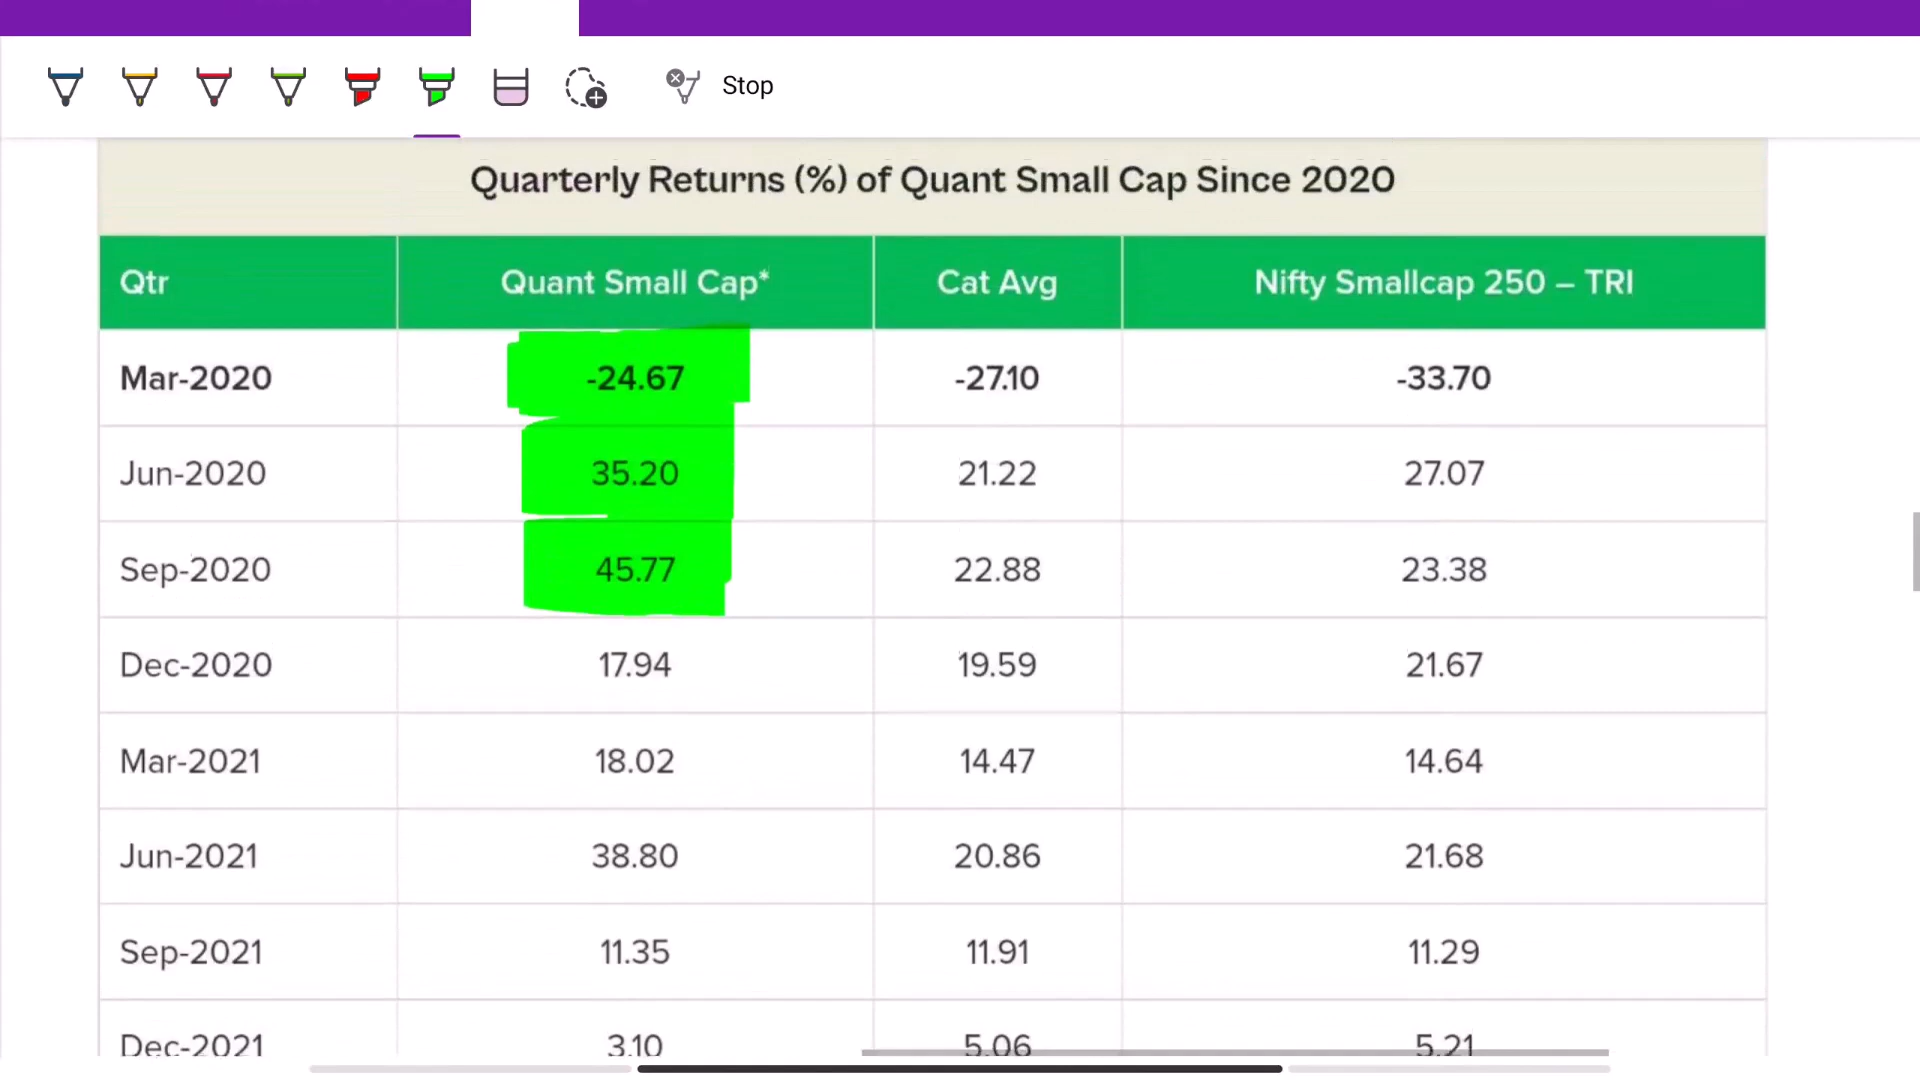 Stop
Quarterly Returns (%) of Quant Small Cap Since 2020
Qtr Quant Small Cap* Cat Avg Nifty Smallcap 250 – TRI
Mar-2020 -24.67 -27.10 -33.70
Jun-2020 35.20 21.22 27.07
Sep-2020 45.77 22.88 23.38
Dec-2020 17.94 19.59 21.67
Mar-2021 18.02 14.47 14.64
Jun-2021 38.80 20.86 21.68
Sep-2021 11.35 11.91 11.29
Dec-2021 3.10 5.06 5.21